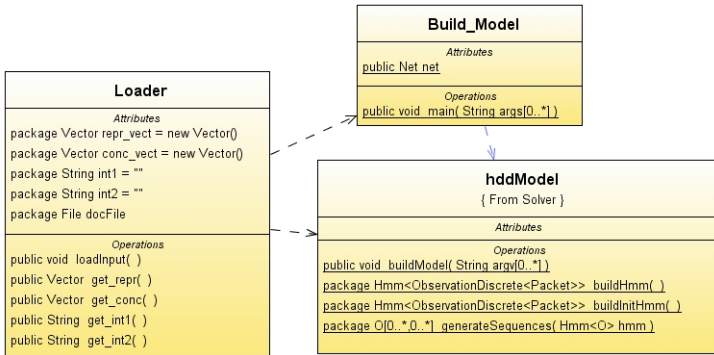 Build_Model
Attributes
public Net net
Operations
public void main( String args[0..*] )
Loader
Attributes
package Vector repr_vect = new Vector()
package Vector conc_vect = new Vector()
package String int1 = ""
package String int2 = ""
package File docFile
Operations
public void loadInput( )
public Vector get_repr( )
public Vector get_conc( )
public String get_int1( )
public String get_int2( )
hddModel
{ From Solver }
Attributes
Operations
public void buildModel( String argv[0..*] )
package Hmm<ObservationDiscrete<Packet>> buildHmm( )
package Hmm<ObservationDiscrete<Packet>> buildInitHmm( )
package O[0..*,0..*] generateSequences( Hmm<O> hmm )